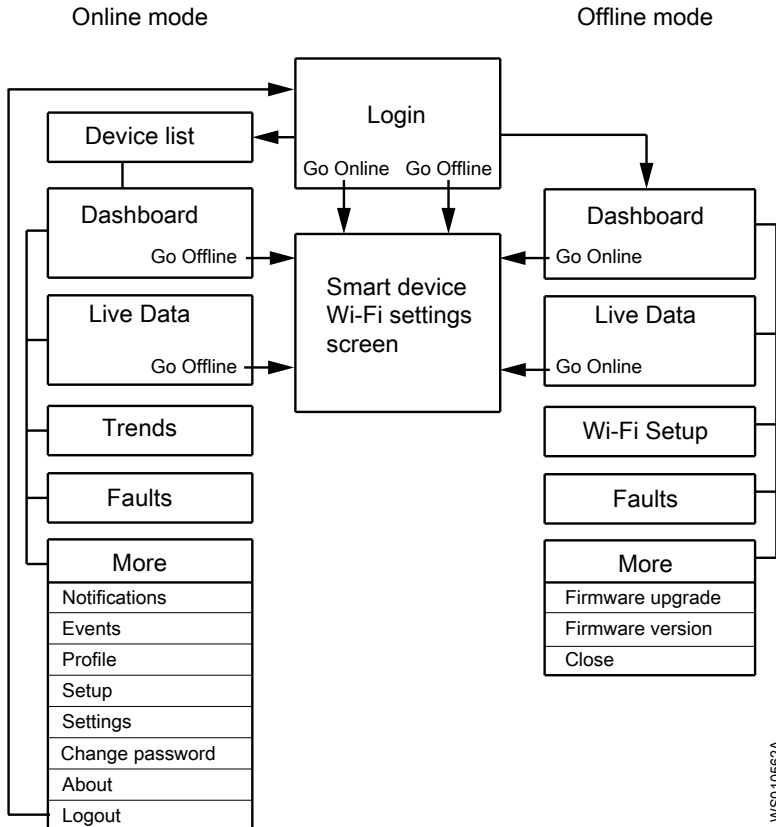 Online mode
Offline mode
Login
Go Online
Go Offline
Device list
Dashboard
Go Offline
Live Data
Go Offline
Trends
Faults
More
Notifications
Events
Profile
Setup
Settings
Change password
About
Logout
Smart device
Wi-Fi settings
screen
Dashboard
Go Online
Live Data
Go Online
Wi-Fi Setup
Faults
More
Firmware upgrade
Firmware version
Close
WS010562A